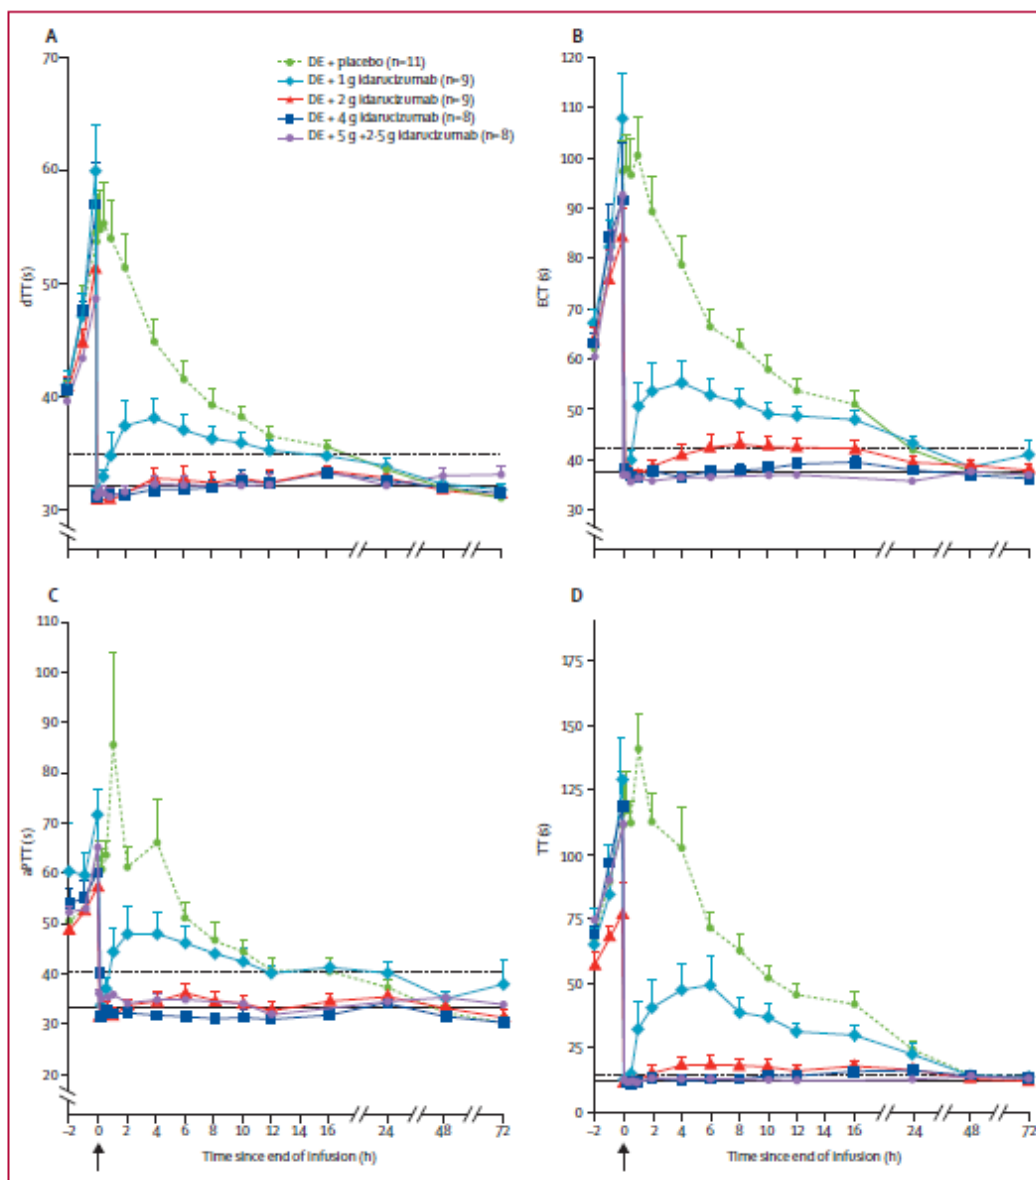 A
dTT (s)
70
60
50
40
30
DE + placebo (n=11)
DE + 1 g idarucizumab (n=9)
DE + 2 g idarucizumab (n=9)
DE + 4 g idarucizumab (n=8)
DE + 5 g +2·5 g idarucizumab (n=8)
B
ECT (s)
120
110
100
90
80
70
60
50
40
30
C
aPTT (s)
110
100
90
80
70
60
50
40
30
20
–2 0 2 4 6 8 10 12 14 16 24 48 72
Time since end of infusion (h)
D
TT (s)
175
150
125
100
75
50
25
0
–2 0 2 4 6 8 10 12 14 16 24 48 72
Time since end of infusion (h)